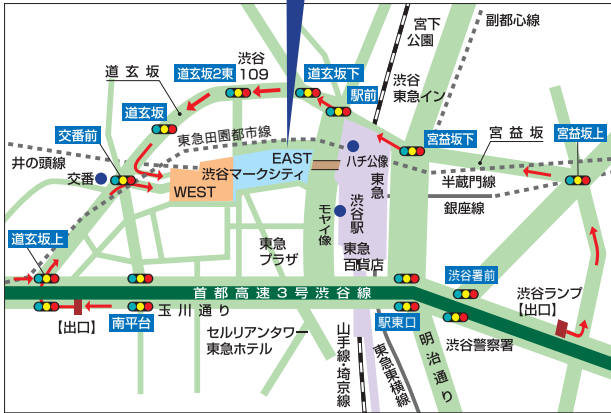 宮下
公園
副都心線
道玄坂
道玄坂2東
渋谷
109
道玄坂下
駅前
渋谷
東急イン
道玄坂
東急田園都市線
交番前
宮益坂下
宮益坂
宮益坂上
井の頭線
EAST
ハチ公像
交番
渋谷マークシティ
WEST
東急
半蔵門線
銀座線
モヤイ像
渋谷駅
道玄坂上
東急
プラザ
東急
百貨店
渋谷署前
首都高速3号渋谷線
渋谷ランプ
【出口】
【出口】
南平台
玉川通り
駅東口
セルリアンタワー
東急ホテル
山手線・埼京線
東急東横線
明治通り
渋谷警察署